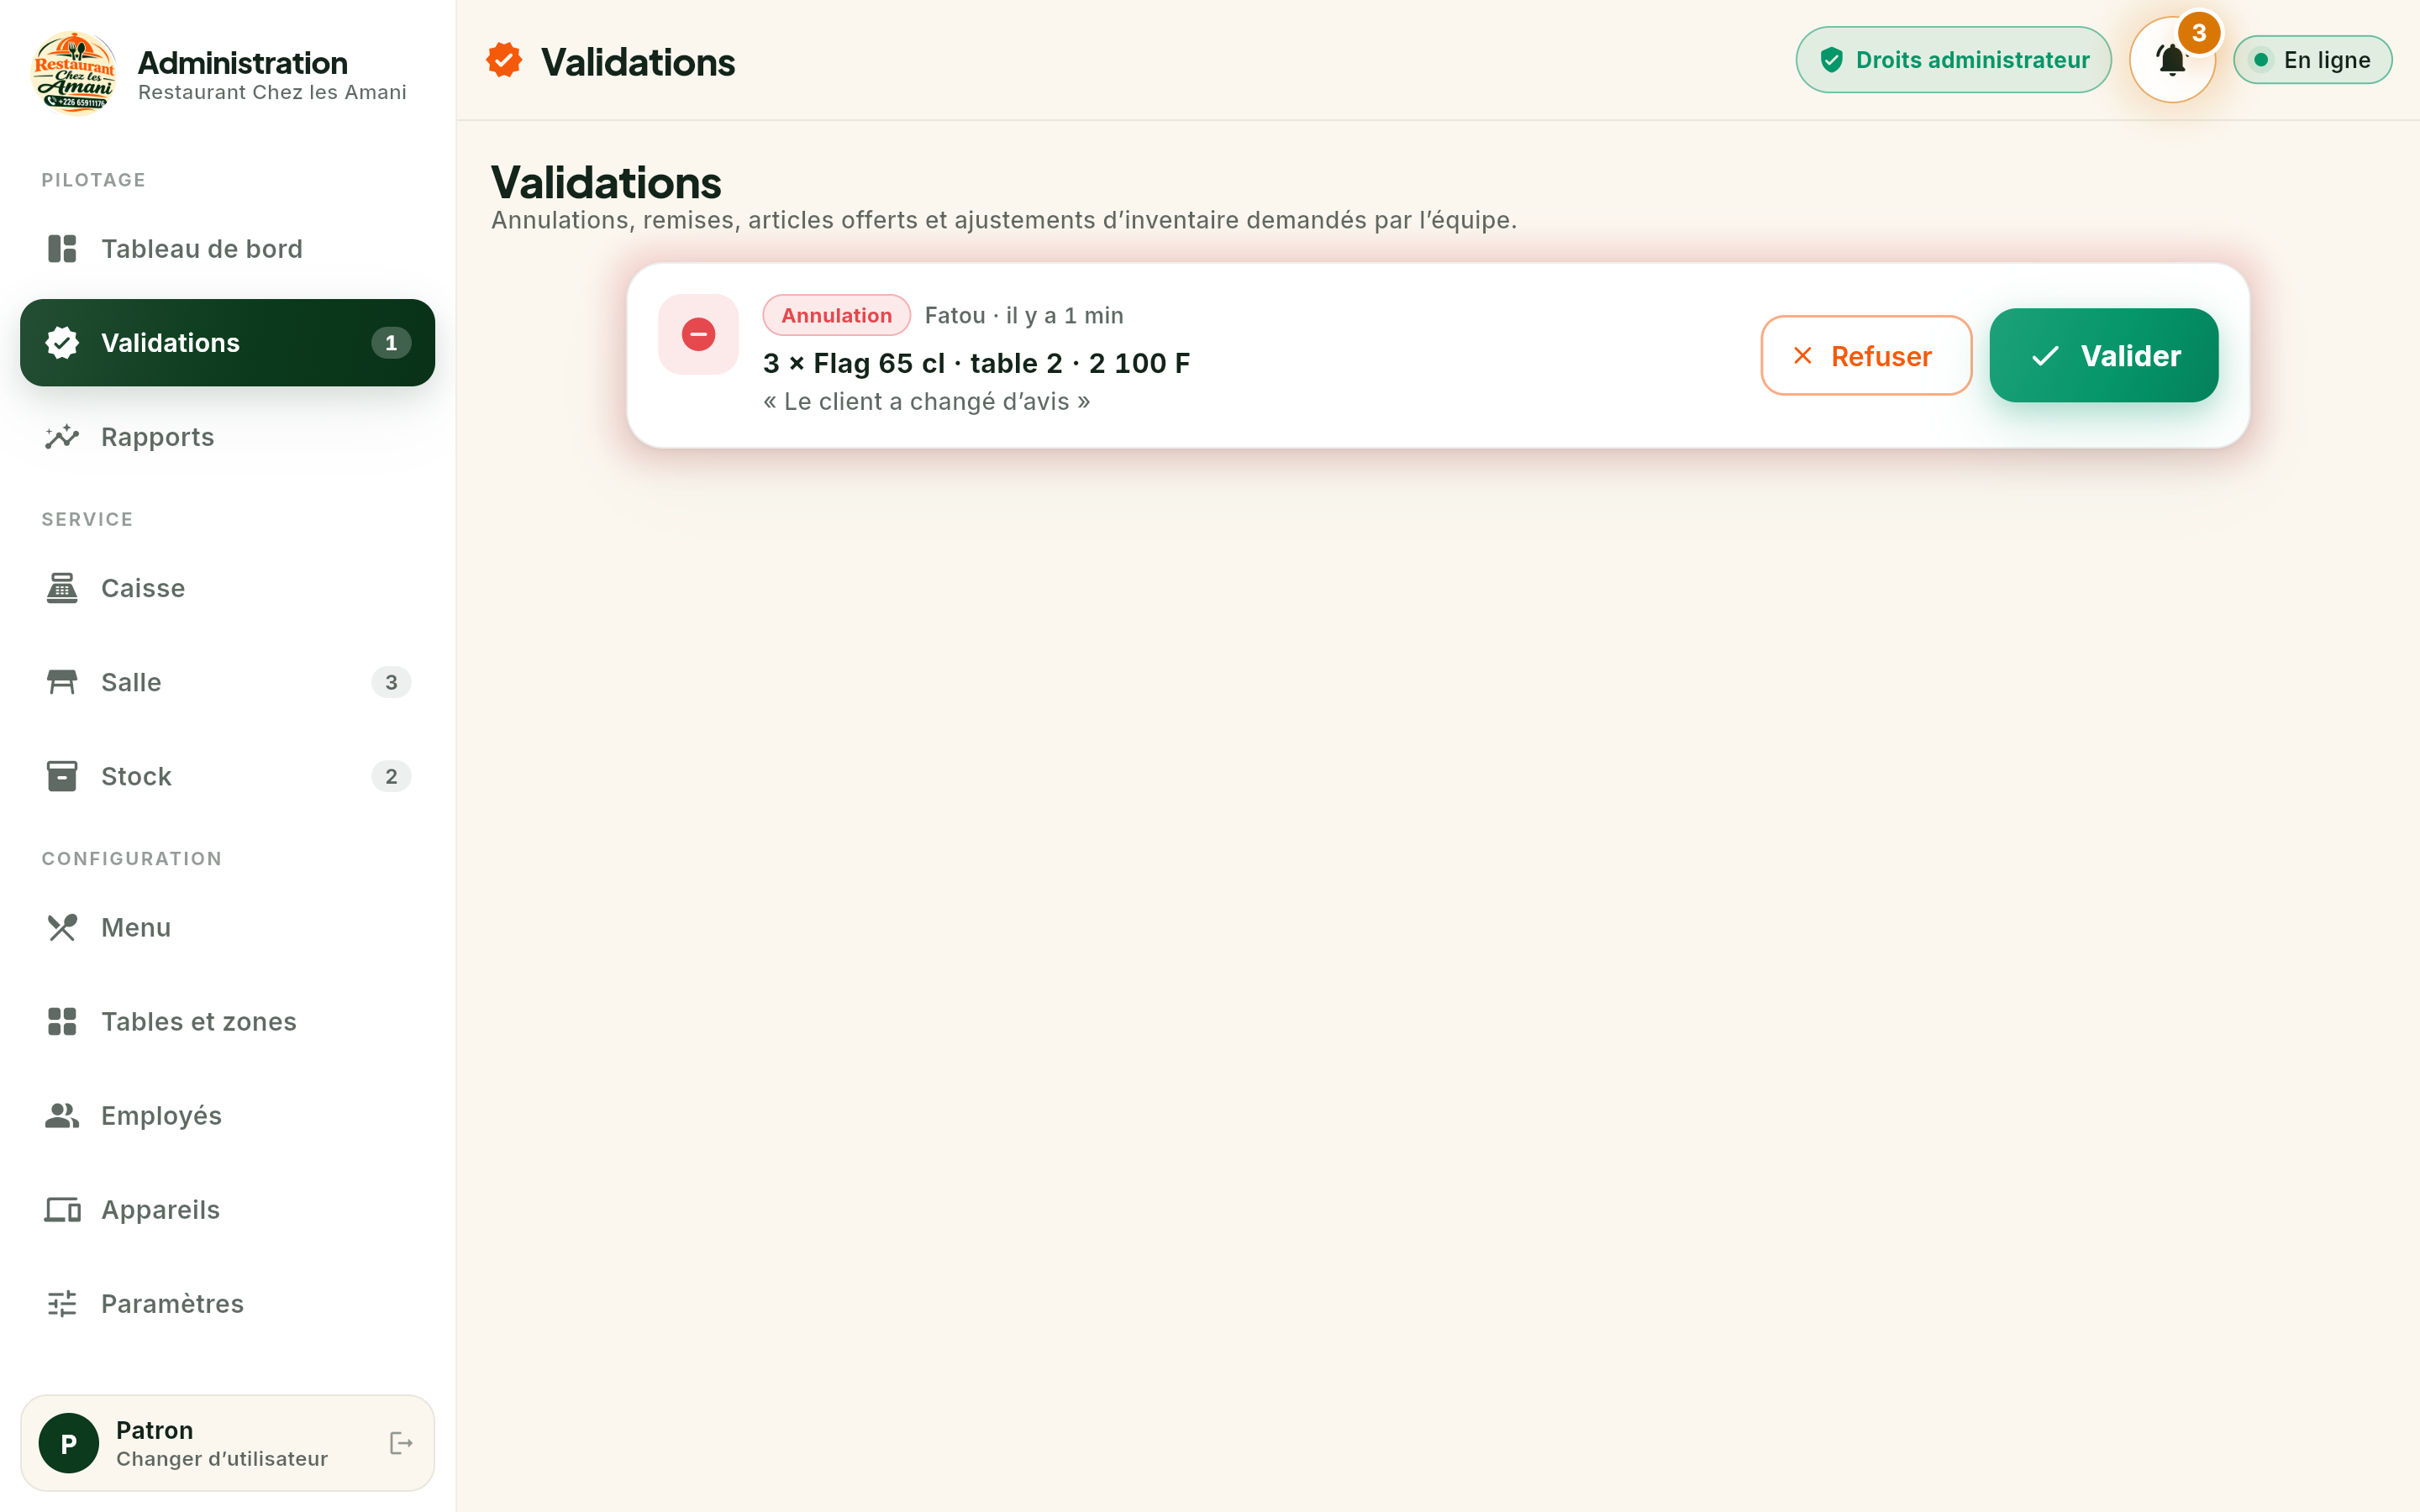 Restaurant
Chez les
Amani
+226 65911176
Administration
Restaurant Chez les Amani
PILOTAGE
Tableau de bord
Validations 1
Rapports
SERVICE
Caisse
Salle 3
Stock 2
CONFIGURATION
Menu
Tables et zones
Employés
Appareils
Paramètres
P
Patron
Changer d’utilisateur
Validations
Droits administrateur
3
En ligne
Validations
Annulations, remises, articles offerts et ajustements d’inventaire demandés par l’équipe.
Annulation Fatou · il y a 1 min
3 × Flag 65 cl · table 2 · 2 100 F
« Le client a changé d’avis »
Refuser
Valider